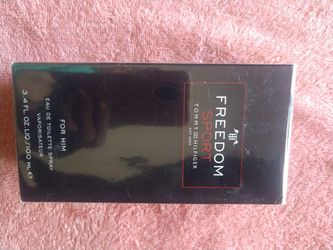 FREEDOM
SPORT
TOMMY HILFIGER
FOR HIM
EAU DE TOILETTE SPRAY
VAPORISATEUR
3.4 FL. OZ. LIQ./100 ML ℮